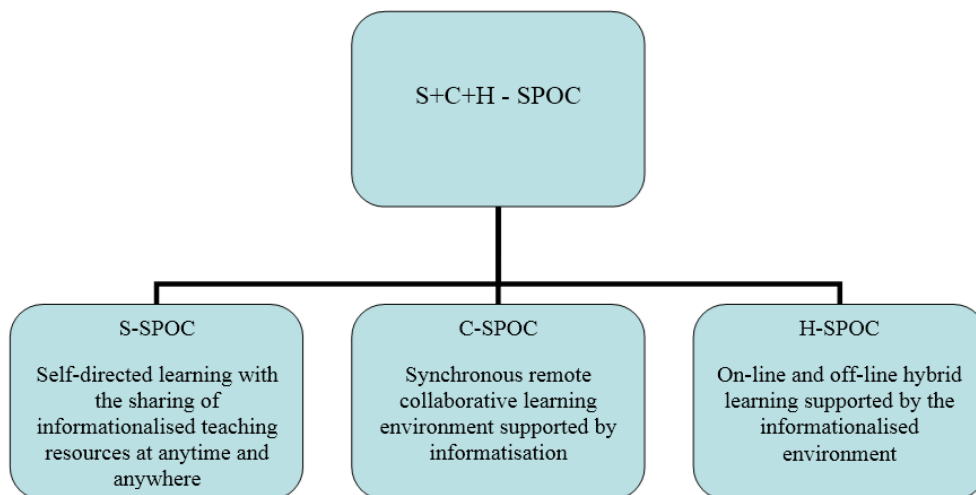 S+C+H - SPOC
S-SPOC
Self-directed learning with
the sharing of
informationalised teaching
resources at anytime and
anywhere
C-SPOC
Synchronous remote
collaborative learning
environment supported by
informatisation
H-SPOC
On-line and off-line hybrid
learning supported by the
informationalised
environment